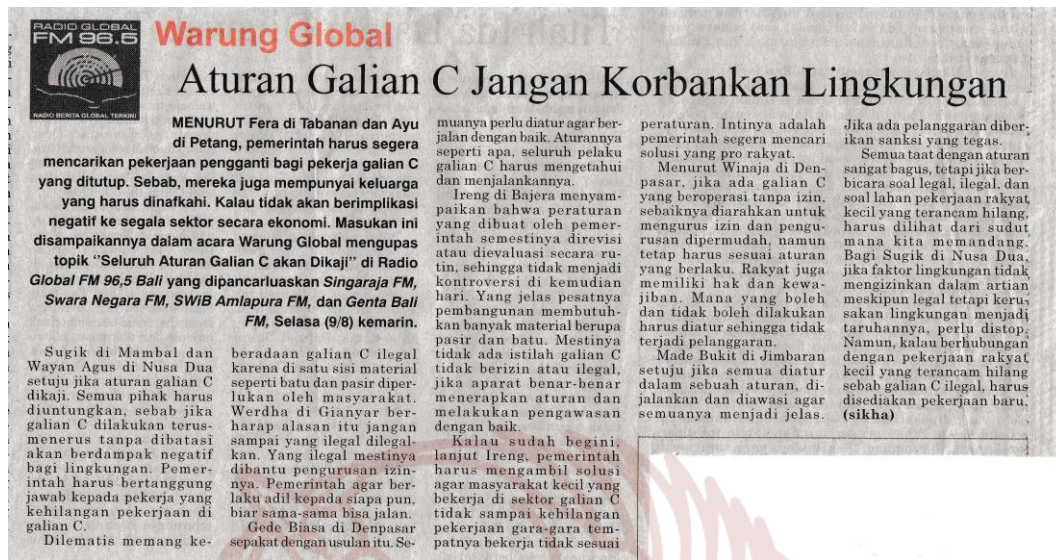 RADIO GLOBAL
FM 96.5
RADIO BERITA GLOBAL TERKINI
Warung Global
Aturan Galian C Jangan Korbankan Lingkungan
MENURUT Fera di Tabanan dan Ayu
di Petang, pemerintah harus segera
mencarikan pekerjaan pengganti bagi pekerja galian C
yang ditutup. Sebab, mereka juga mempunyai keluarga
yang harus dinafkahi. Kalau tidak akan berimplikasi
negatif ke segala sektor secara ekonomi. Masukan ini
disampaikannya dalam acara Warung Global mengupas
topik ‘‘Seluruh Aturan Galian C akan Dikaji’’ di Radio
Global FM 96,5 Bali yang dipancarluaskan Singaraja FM,
Swara Negara FM, SWiB Amlapura FM, dan Genta Bali
FM, Selasa (9/8) kemarin.
Sugik di Mambal dan
Wayan Agus di Nusa Dua
setuju jika aturan galian C
dikaji. Semua pihak harus
diuntungkan, sebab jika
galian C dilakukan terus-
menerus tanpa dibatasi
akan berdampak negatif
bagi lingkungan. Pemer-
intah harus bertanggung
jawab kepada pekerja yang
kehilangan pekerjaan di
galian C.
Dilematis memang ke-
beradaan galian C ilegal
karena di satu sisi material
seperti batu dan pasir diper-
lukan oleh masyarakat.
Werdha di Gianyar ber-
harap alasan itu jangan
sampai yang ilegal dilegal-
kan. Yang ilegal mestinya
dibantu pengurusan izin-
nya. Pemerintah agar ber-
laku adil kepada siapa pun,
biar sama-sama bisa jalan.
Gede Biasa di Denpasar
sepakat dengan usulan itu. Se-
muanya perlu diatur agar ber-
jalan dengan baik. Aturannya
seperti apa, seluruh pelaku
galian C harus mengetahui
dan menjalankannya.
Ireng di Bajera menyam-
paikan bahwa peraturan
yang dibuat oleh pemer-
intah semestinya direvisi
atau dievaluasi secara ru-
tin, sehingga tidak menjadi
kontroversi di kemudian
hari. Yang jelas pesatnya
pembangunan membutuh-
kan banyak material berupa
pasir dan batu. Mestinya
tidak ada istilah galian C
tidak berizin atau ilegal,
jika aparat benar-benar
menerapkan aturan dan
melakukan pengawasan
dengan baik.
Kalau sudah begini,
lanjut Ireng, pemerintah
harus mengambil solusi
agar masyarakat kecil yang
bekerja di sektor galian C
tidak sampai kehilangan
pekerjaan gara-gara tem-
patnya bekerja tidak sesuai
peraturan. Intinya adalah
pemerintah segera mencari
solusi yang pro rakyat.
Menurut Winaja di Den-
pasar, jika ada galian C
yang beroperasi tanpa izin,
sebaiknya diarahkan untuk
mengurus izin dan pengu-
rusan dipermudah, namun
tetap harus sesuai aturan
yang berlaku. Rakyat juga
memiliki hak dan kewa-
jiban. Mana yang boleh
dan tidak boleh dilakukan
harus diatur sehingga tidak
terjadi pelanggaran.
Made Bukit di Jimbaran
setuju jika semua diatur
dalam sebuah aturan, di-
jalankan dan diawasi agar
semuanya menjadi jelas.
Jika ada pelanggaran diber-
ikan sanksi yang tegas.
Semua taat dengan aturan
sangat bagus, tetapi jika ber-
bicara soal legal, ilegal, dan
soal lahan pekerjaan rakyat
kecil yang terancam hilang,
harus dilihat dari sudut
mana kita memandang.
Bagi Sugik di Nusa Dua,
jika faktor lingkungan tidak
mengizinkan dalam artian
meskipun legal tetapi keru-
sakan lingkungan menjadi
taruhannya, perlu distop.
Namun, kalau berhubungan
dengan pekerjaan rakyat
kecil yang terancam hilang
sebab galian C ilegal, harus
disediakan pekerjaan baru.
(sikha)